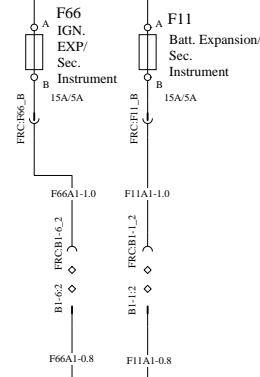 F66
A
IGN.
EXP/
Sec.
Instrument
B
15A/5A
FRC:F66_B
F66A1-1.0
FRC:B1-6_2
B1-6:2
F66A1-0.8
F11
A
Batt. Expansion/
Sec.
Instrument
B
15A/5A
FRC:F11_B
F11A1-1.0
FRC:B1-1_2
B1-1:2
F11A1-0.8